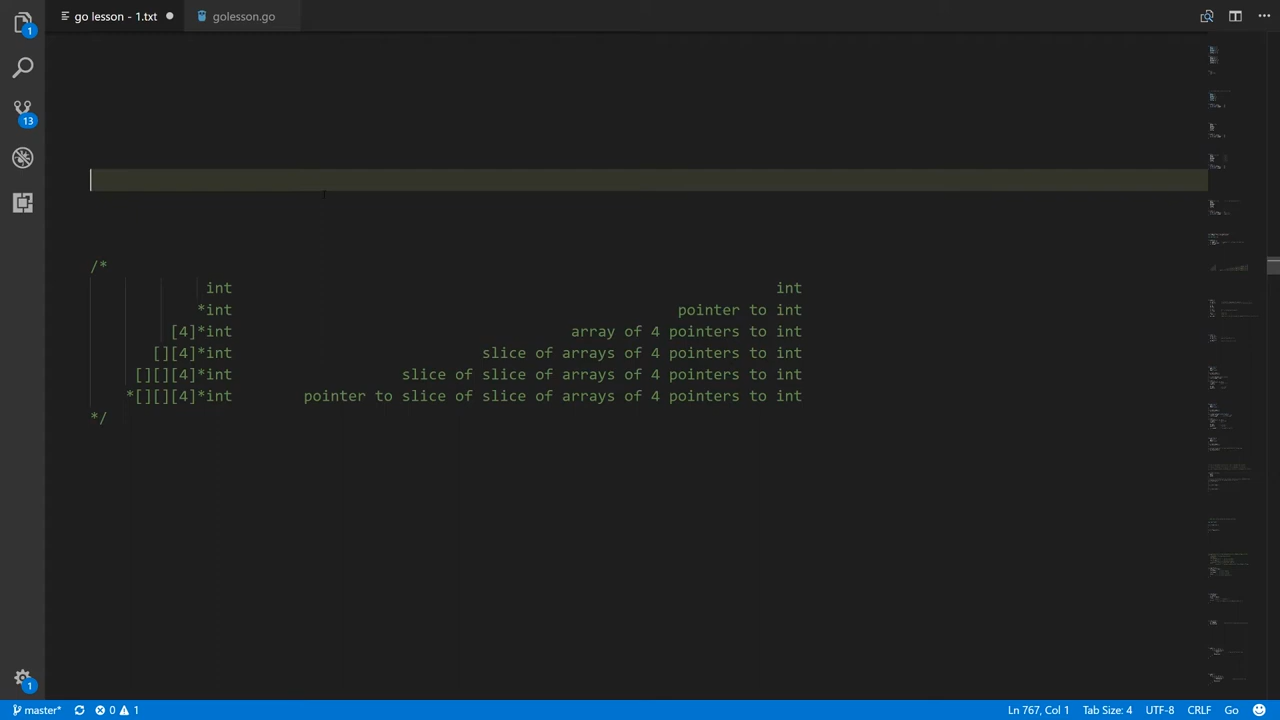 go lesson - 1.txt golesson.go
1
13
/*
int int
*int pointer to int
[4]*int array of 4 pointers to int
[][4]*int slice of arrays of 4 pointers to int
[][][4]*int slice of slice of arrays of 4 pointers to int
*[][][4]*int pointer to slice of slice of arrays of 4 pointers to int
*/
1
master* 0 1 Ln 767, Col 1 Tab Size: 4 UTF-8 CRLF Go